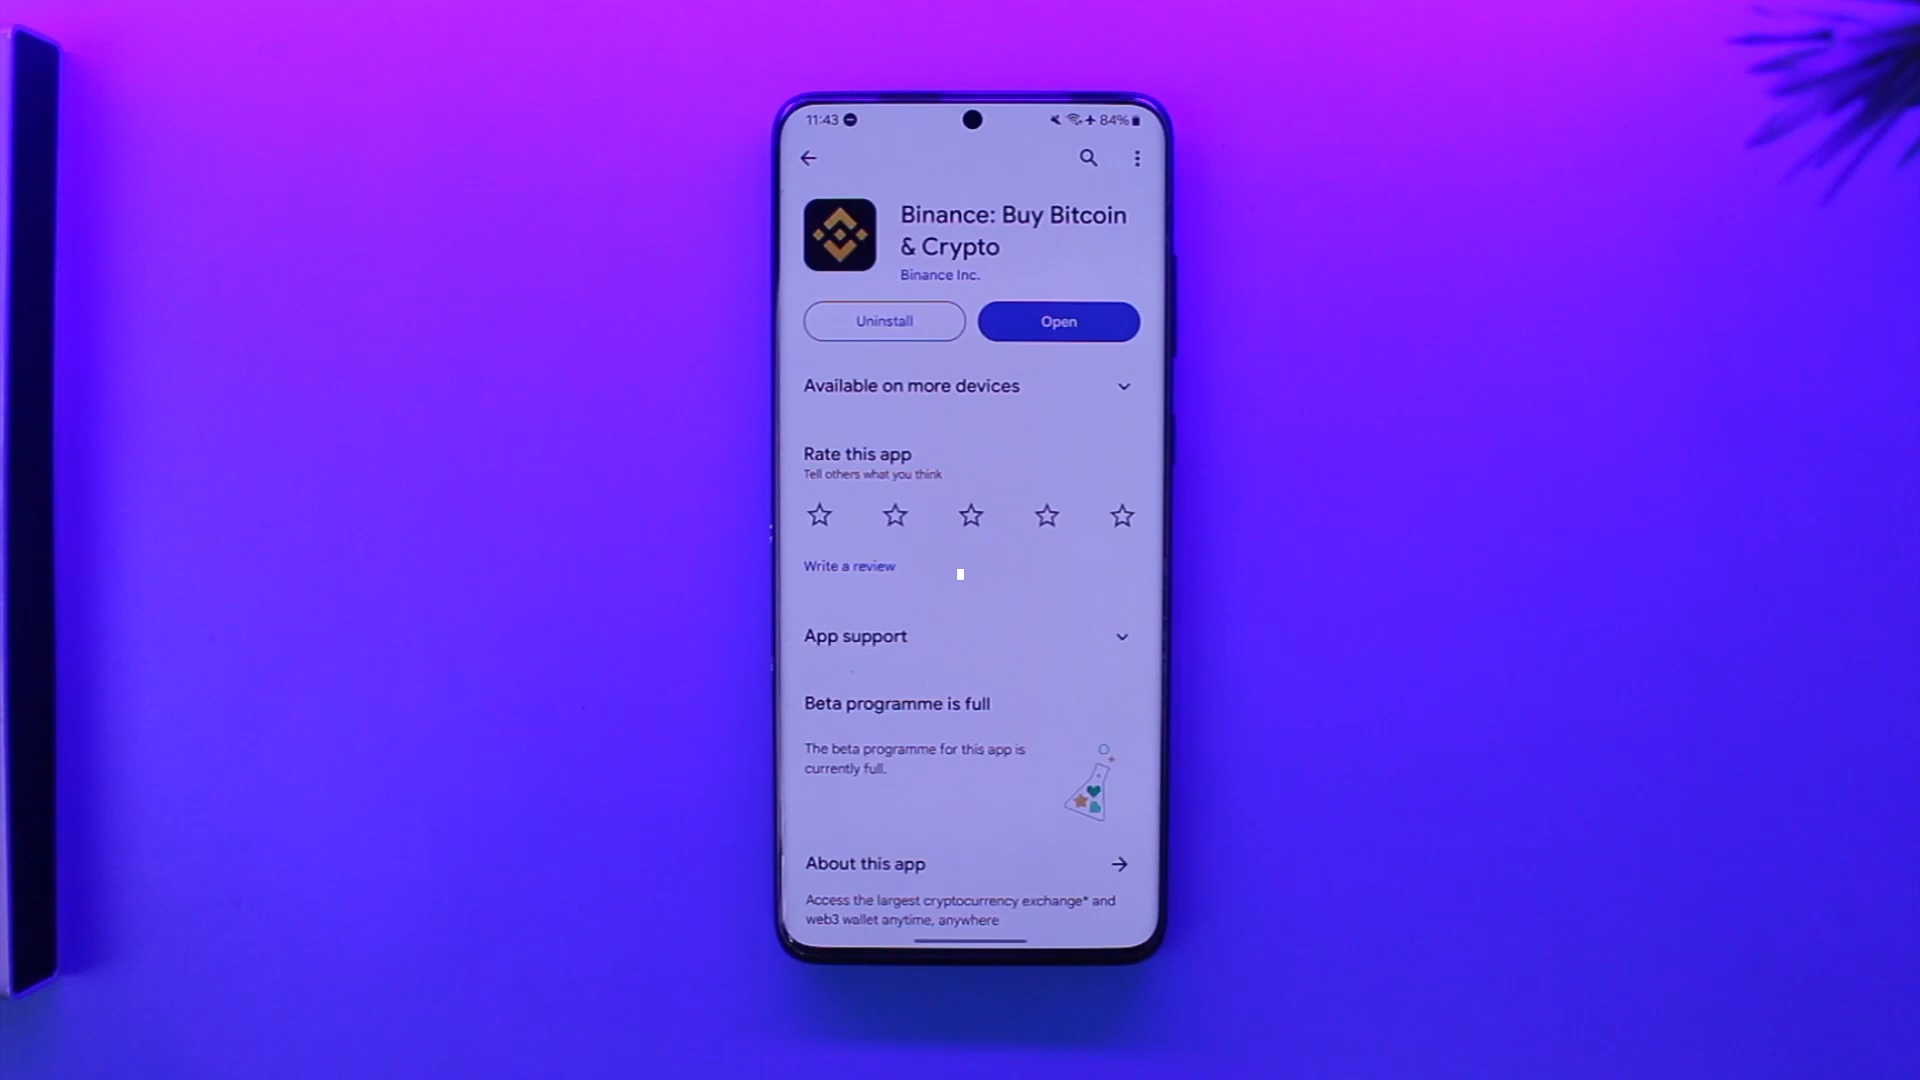 11:43
84%
Binance: Buy Bitcoin
& Crypto
Binance Inc.
Uninstall
Open
Available on more devices
Rate this app
Tell others what you think
Write a review
App support
Beta programme is full
The beta programme for this app is
currently full.
About this app
Access the largest cryptocurrency exchange* and
web3 wallet anytime, anywhere